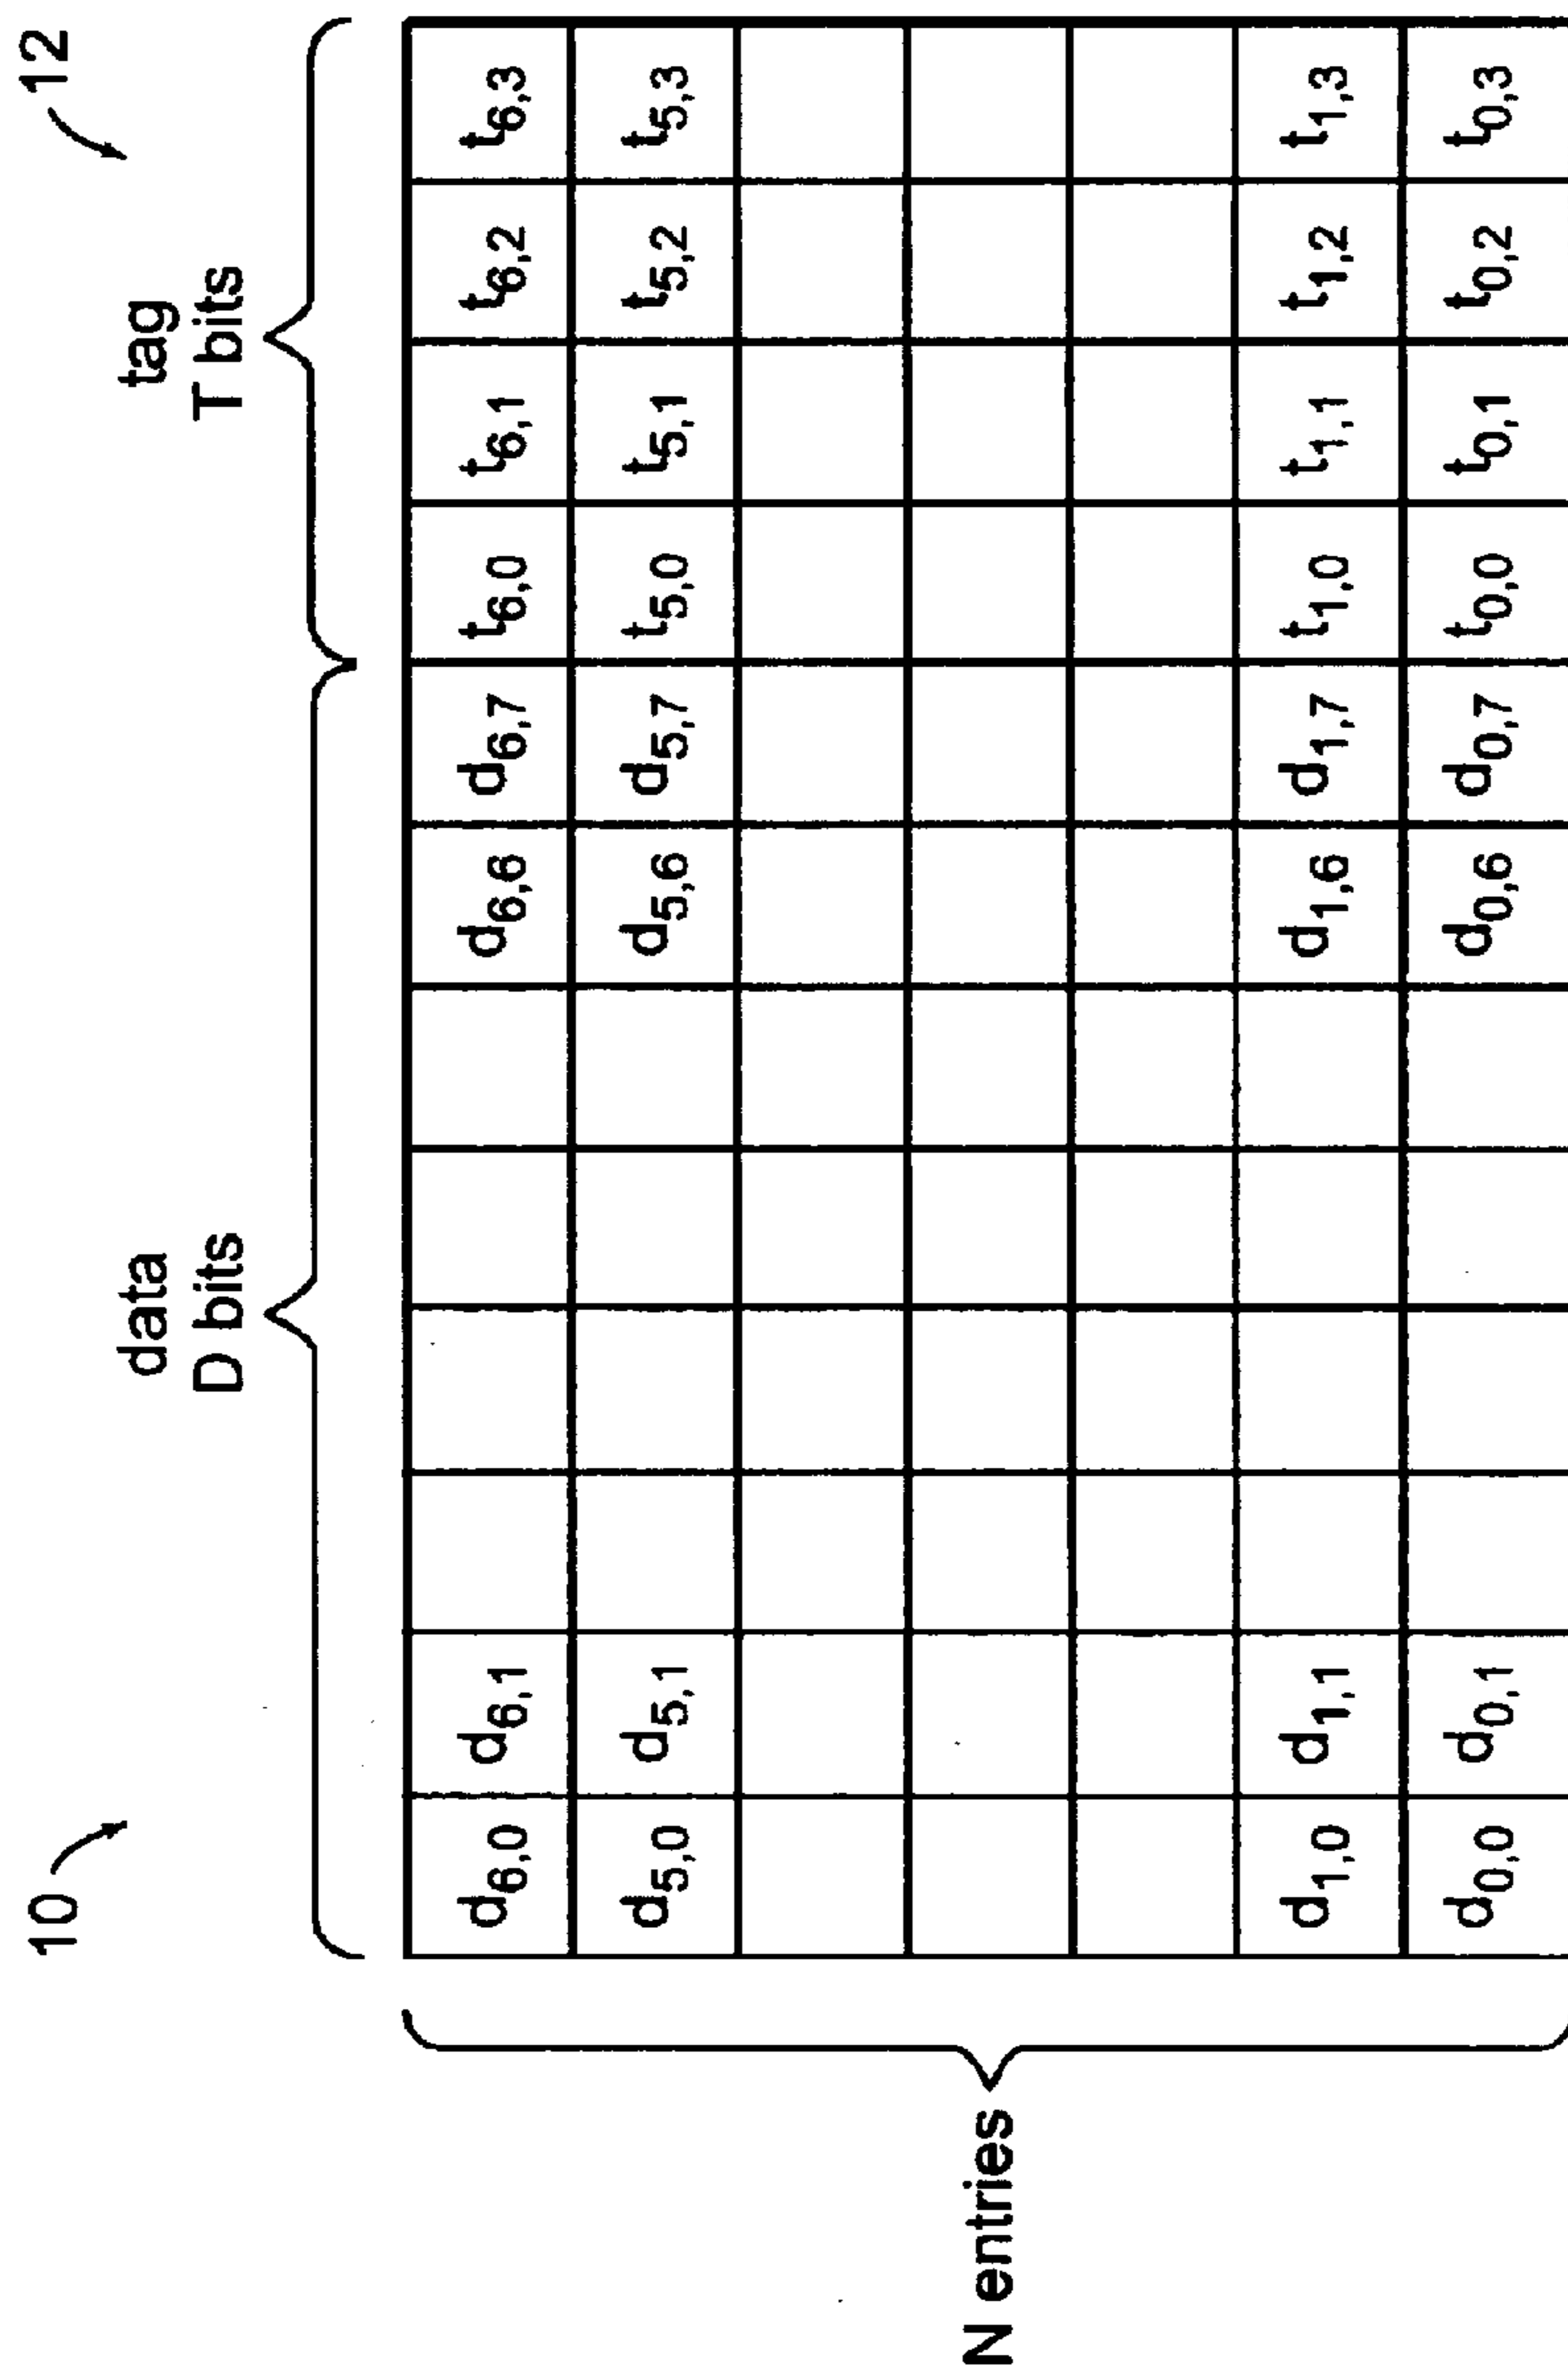 10
12
data
D bits
tag
T bits
N entries
d6,0 d6,1 d6,6 d6,7 t6,0 t6,1 t6,2 t6,3
d5,0 d5,1 d5,6 d5,7 t5,0 t5,1 t5,2 t5,3
d1,0 d1,1 d1,6 d1,7 t1,0 t1,1 t1,2 t1,3
d0,0 d0,1 d0,6 d0,7 t0,0 t0,1 t0,2 t0,3